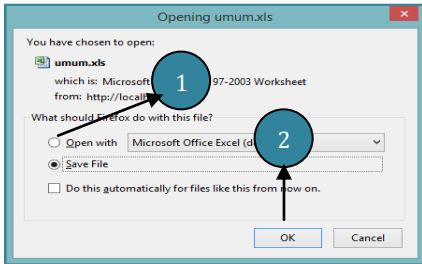 Opening umum.xls
You have chosen to open:
umum.xls
which is: Microsoft 97-2003 Worksheet
from: http://local
What should Firefox do with this file?
Open with Microsoft Office Excel
Save File
Do this automatically for files like this from now on.
OK Cancel
1
2